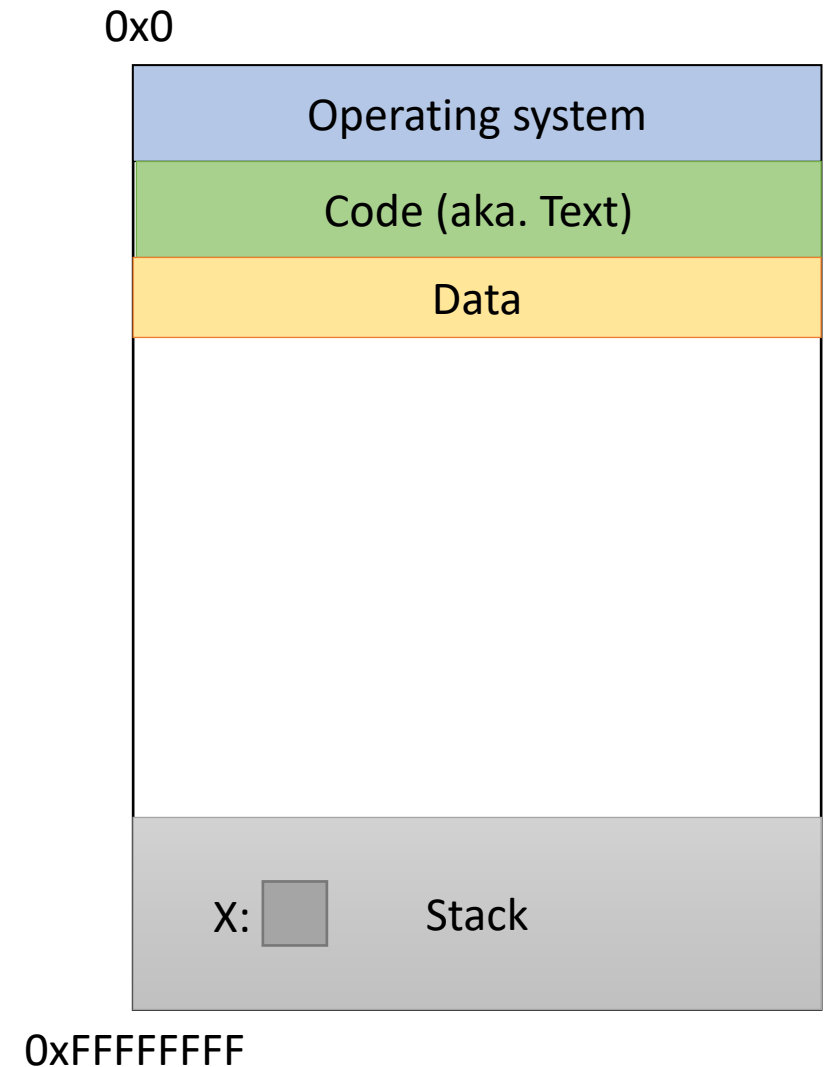 0x0
Operating system
Code (aka. Text)
Data
X: Stack
0xFFFFFFFF